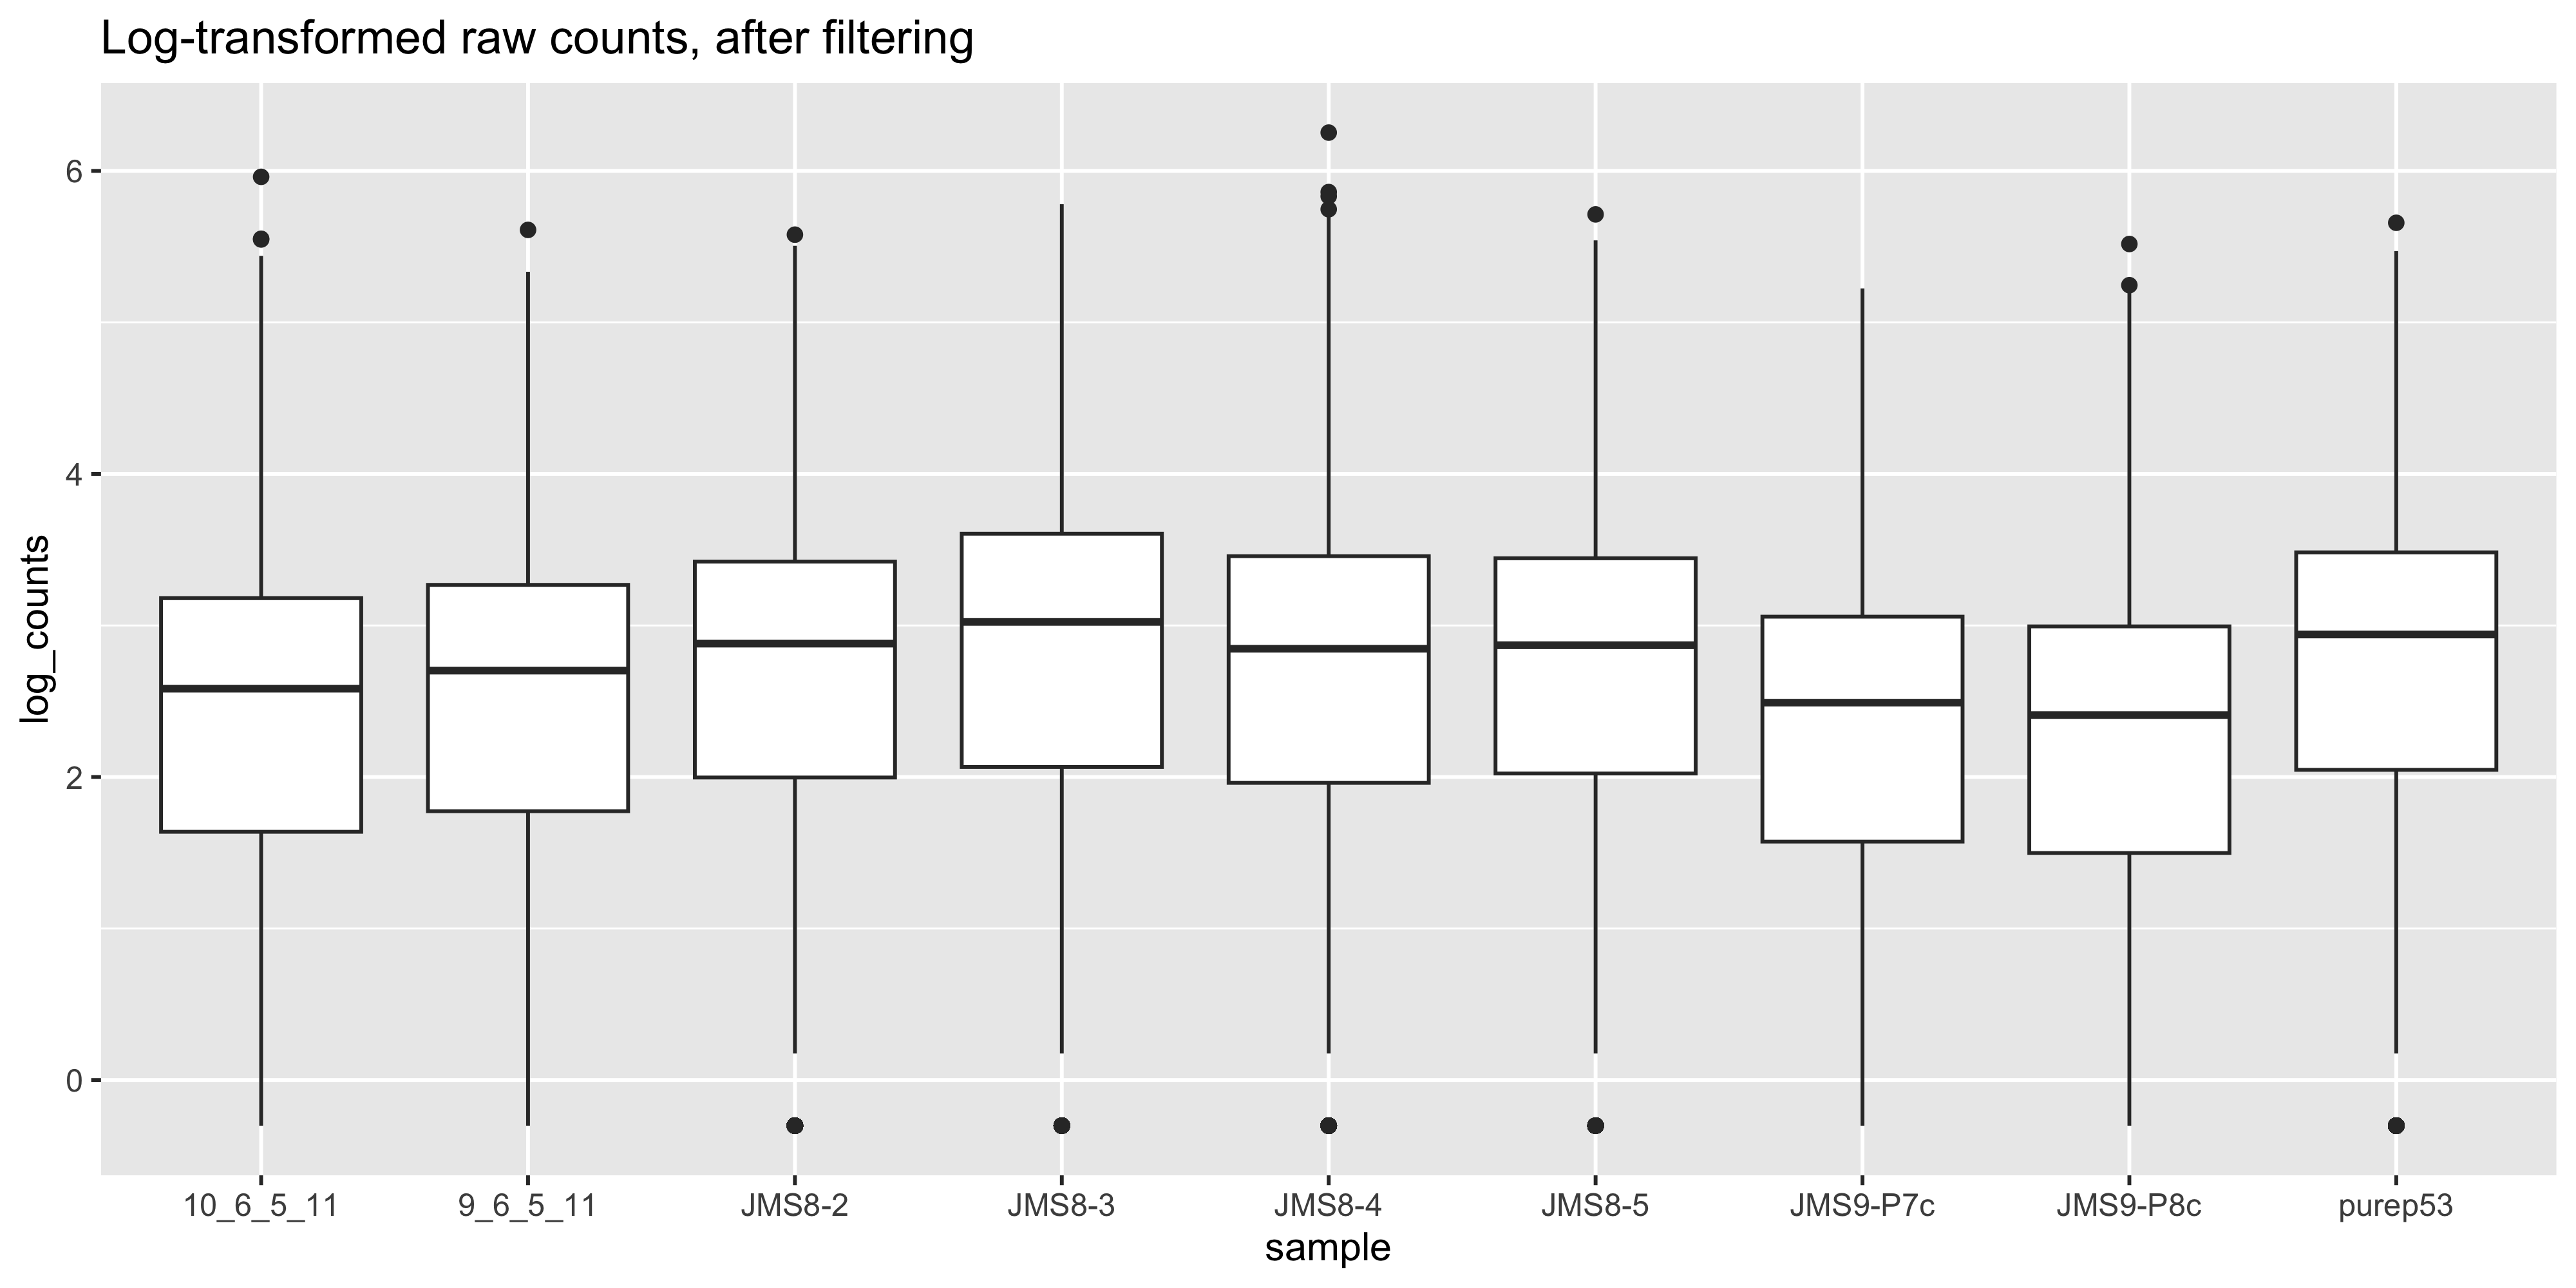 Log-transformed raw counts, after filtering
log_counts
6
4
2
0
10_6_5_11 9_6_5_11 JMS8-2 JMS8-3 JMS8-4 JMS8-5 JMS9-P7c JMS9-P8c purep53
sample